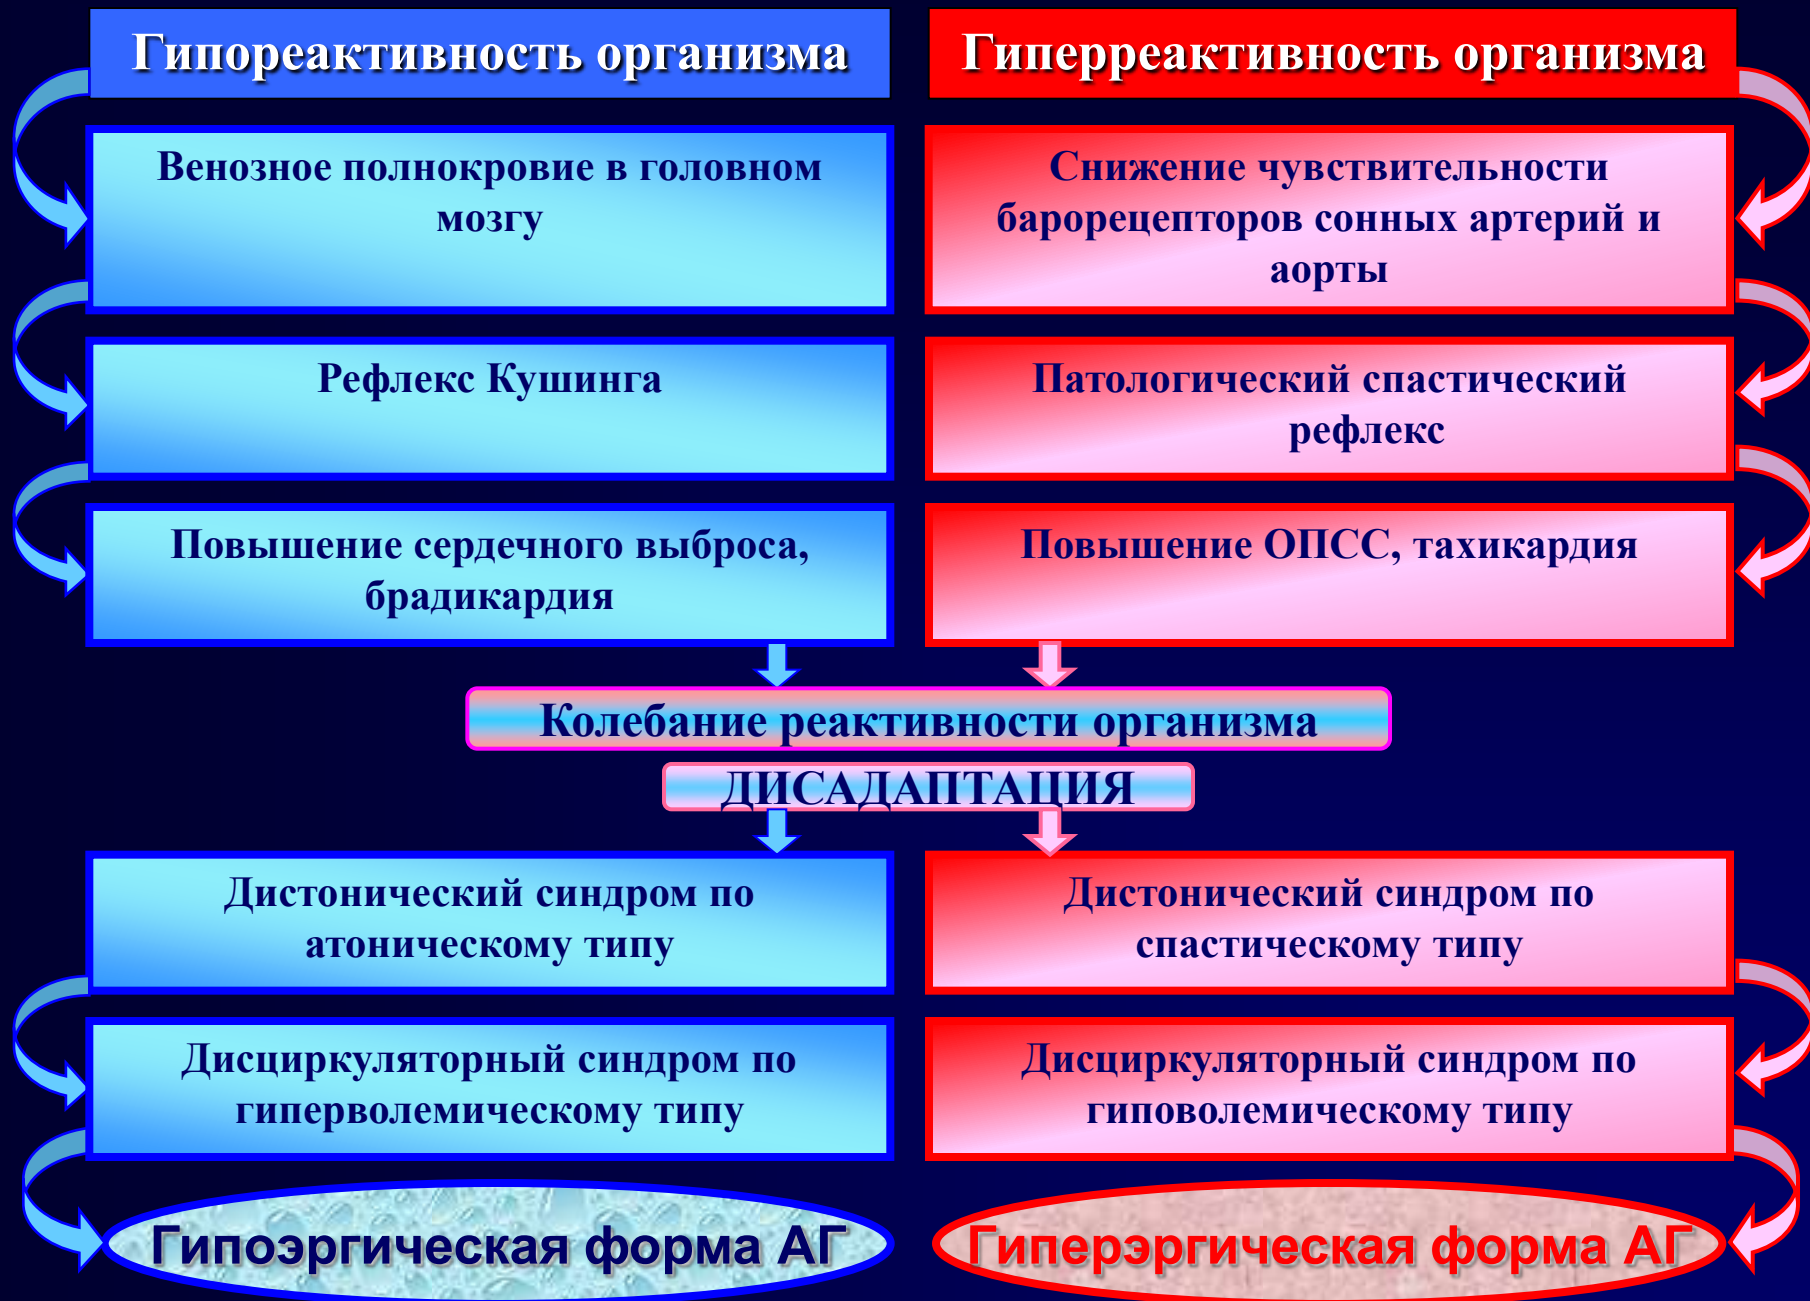 Гипореактивность организма
Венозное полнокровие в головном
мозгу
Рефлекс Кушинга
Повышение сердечного выброса,
брадикардия
Гиперреактивность организма
Снижение чувствительности
барорецепторов сонных артерий и
аорты
Патологический спастический
рефлекс
Повышение ОПСС, тахикардия
Колебание реактивности организма
ДИСАДАПТАЦИЯ
Дистонический синдром по
атоническому типу
Дисциркуляторный синдром по
гиперволемическому типу
Гипоэргическая форма АГ
Дистонический синдром по
спастическому типу
Дисциркуляторный синдром по
гиповолемическому типу
Гиперэргическая форма АГ